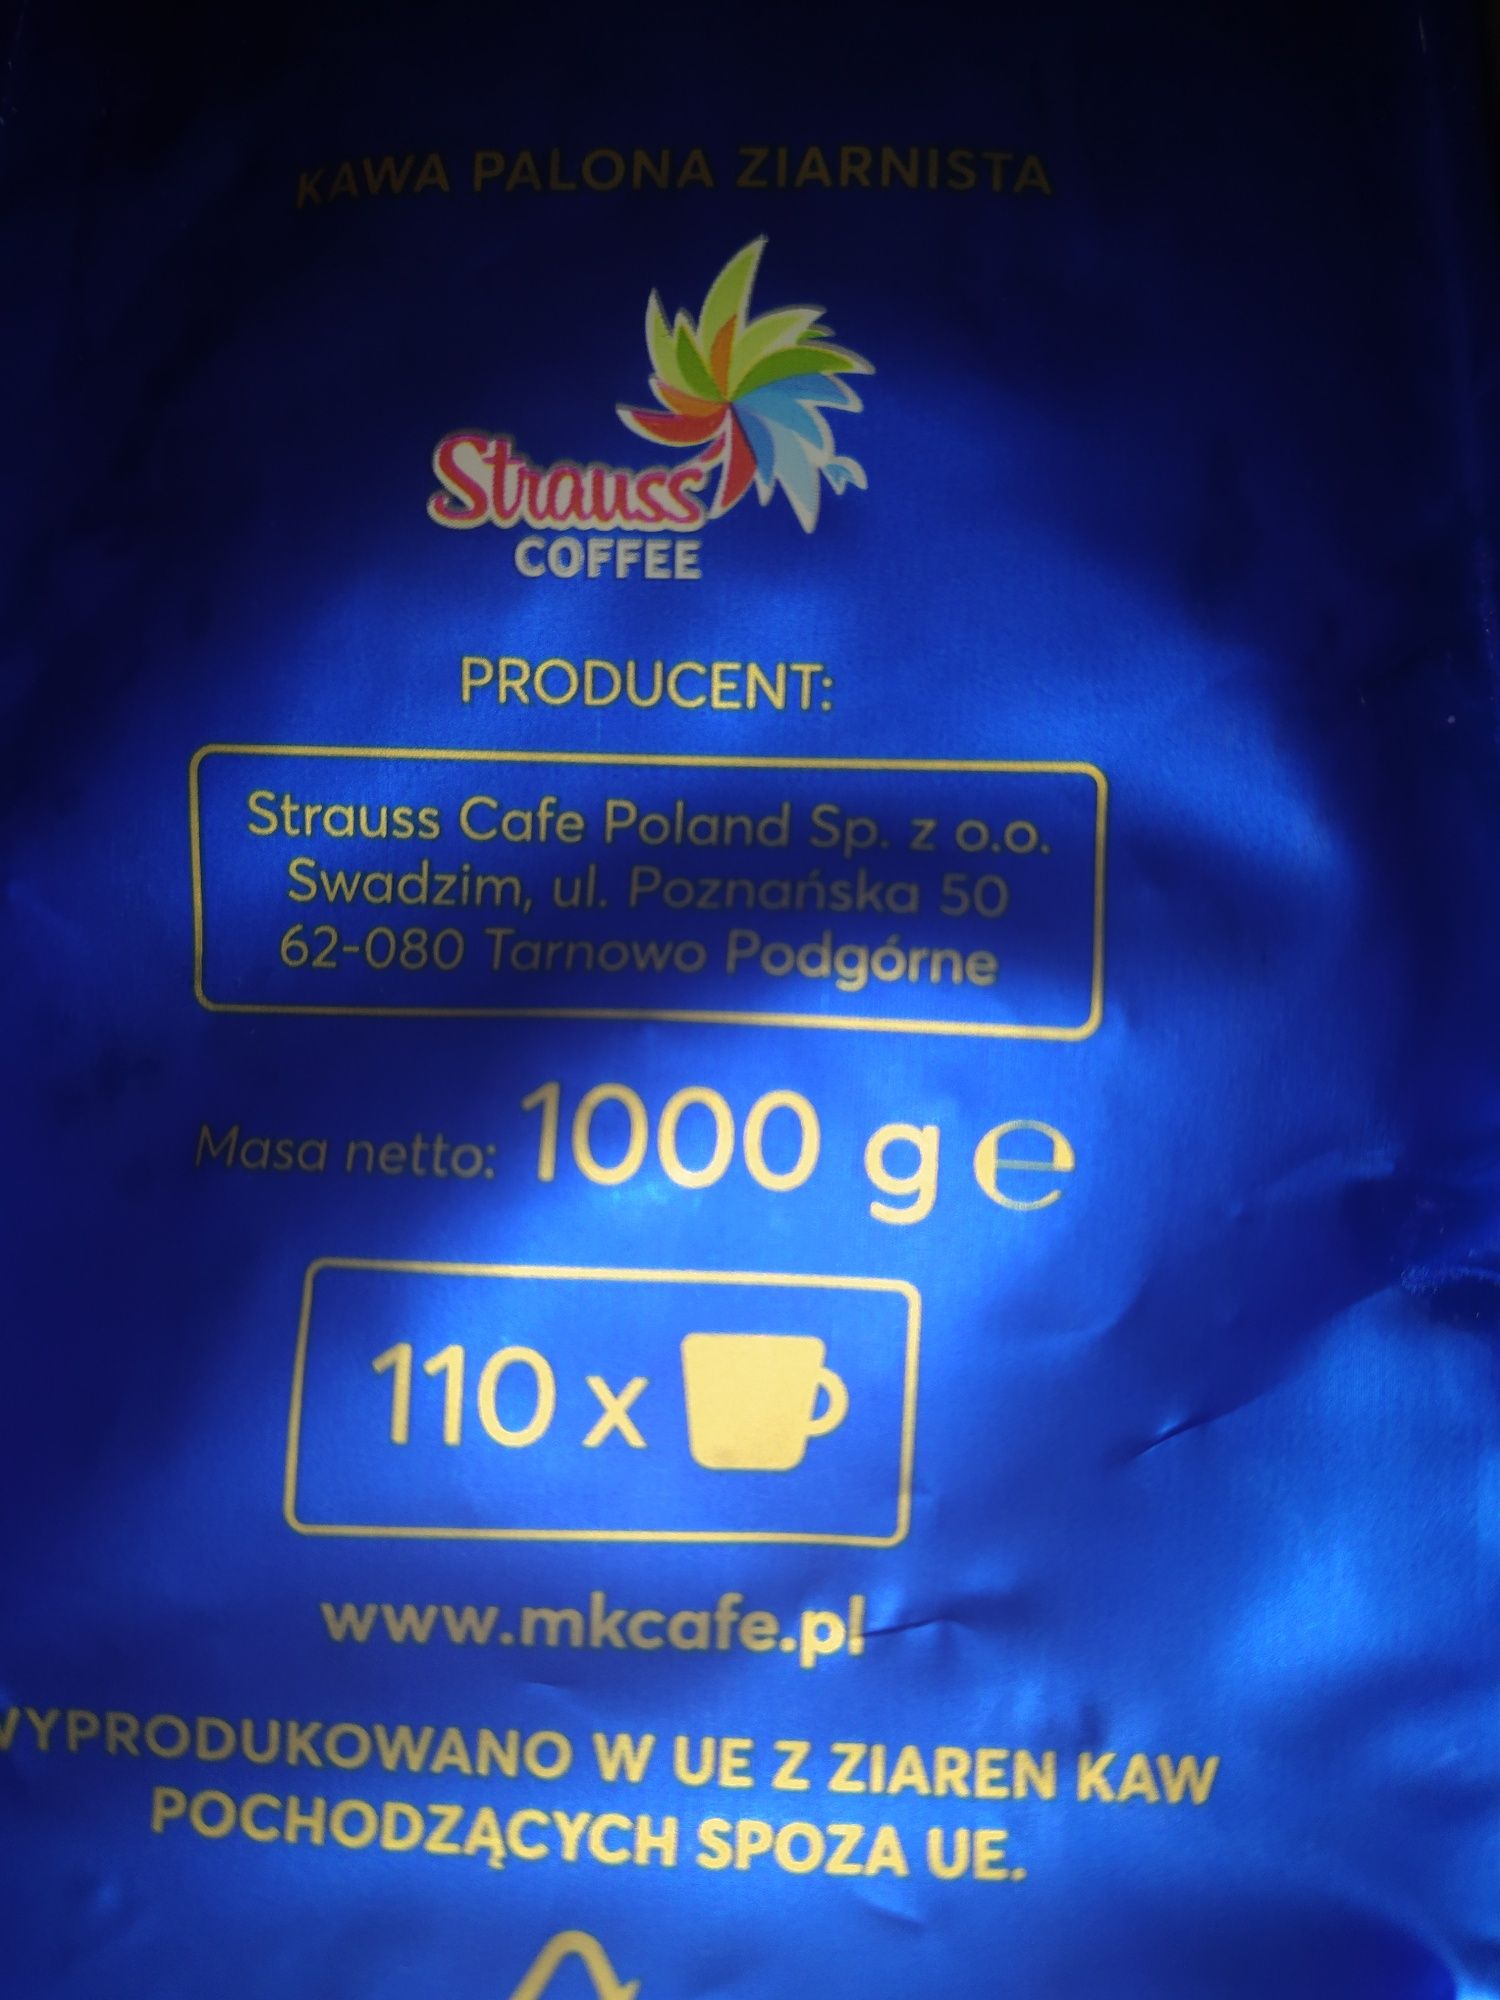 KAWA PALONA ZIARNISTA
Strauss
COFFEE
PRODUCENT:
Strauss Cafe Poland Sp. z o.o.
Swadzim, ul. Poznańska 50
62-080 Tarnowo Podgórne
Masa netto: 1000 g ℮
110 x
www.mkcafe.pl
WYPRODUKOWANO W UE Z ZIAREN KAW
POCHODZĄCYCH SPOZA UE.